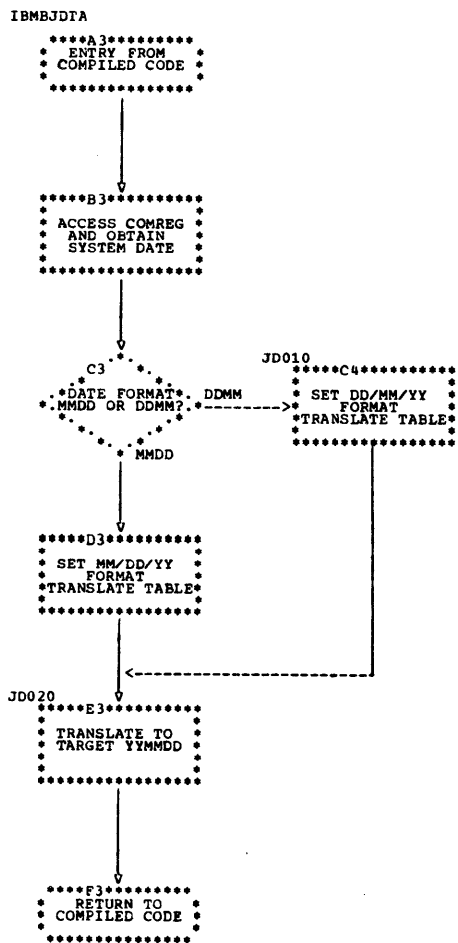 IBMBJDTA
A3
ENTRY FROM
COMPILED CODE
B3
ACCESS COMREG
AND OBTAIN
SYSTEM DATE
C3
DATE FORMAT
MMDD OR DDMM?
DDMM
MMDD
JD010
C4
SET DD/MM/YY
FORMAT
TRANSLATE TABLE
D3
SET MM/DD/YY
FORMAT
TRANSLATE TABLE
JD020
E3
TRANSLATE TO
TARGET YYMMDD
F3
RETURN TO
COMPILED CODE